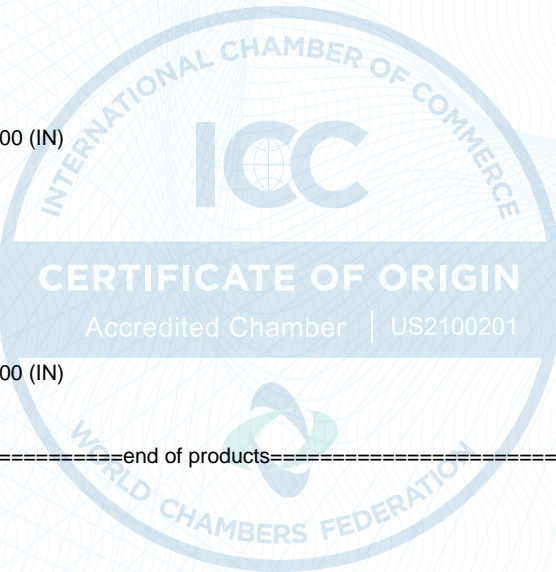 INTERNATIONAL CHAMBER OF COMMERCE
00 (IN)
ICC
CERTIFICATE OF ORIGIN
Accredited Chamber | US2100201
00 (IN)
==========end of products=======================
WORLD CHAMBERS FEDERATION